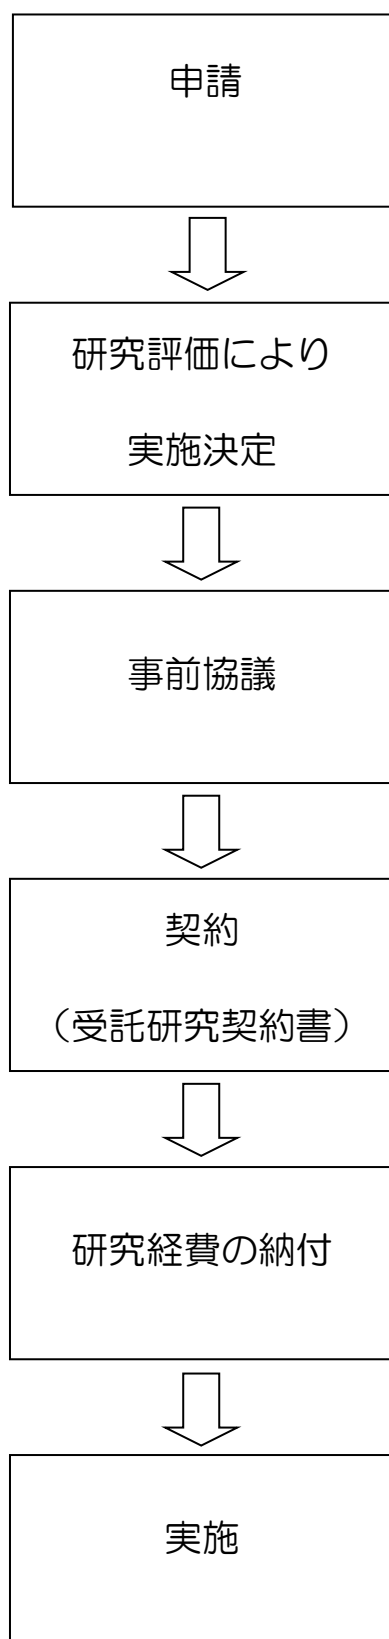 申請
研究評価により
実施決定
事前協議
契約
（受託研究契約書）
研究経費の納付
実施